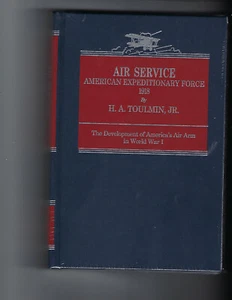 AIR SERVICE
AMERICAN EXPEDITIONARY FORCE
1918
By
H. A. TOULMIN, JR.
The Development of America's Air Arm
in World War I